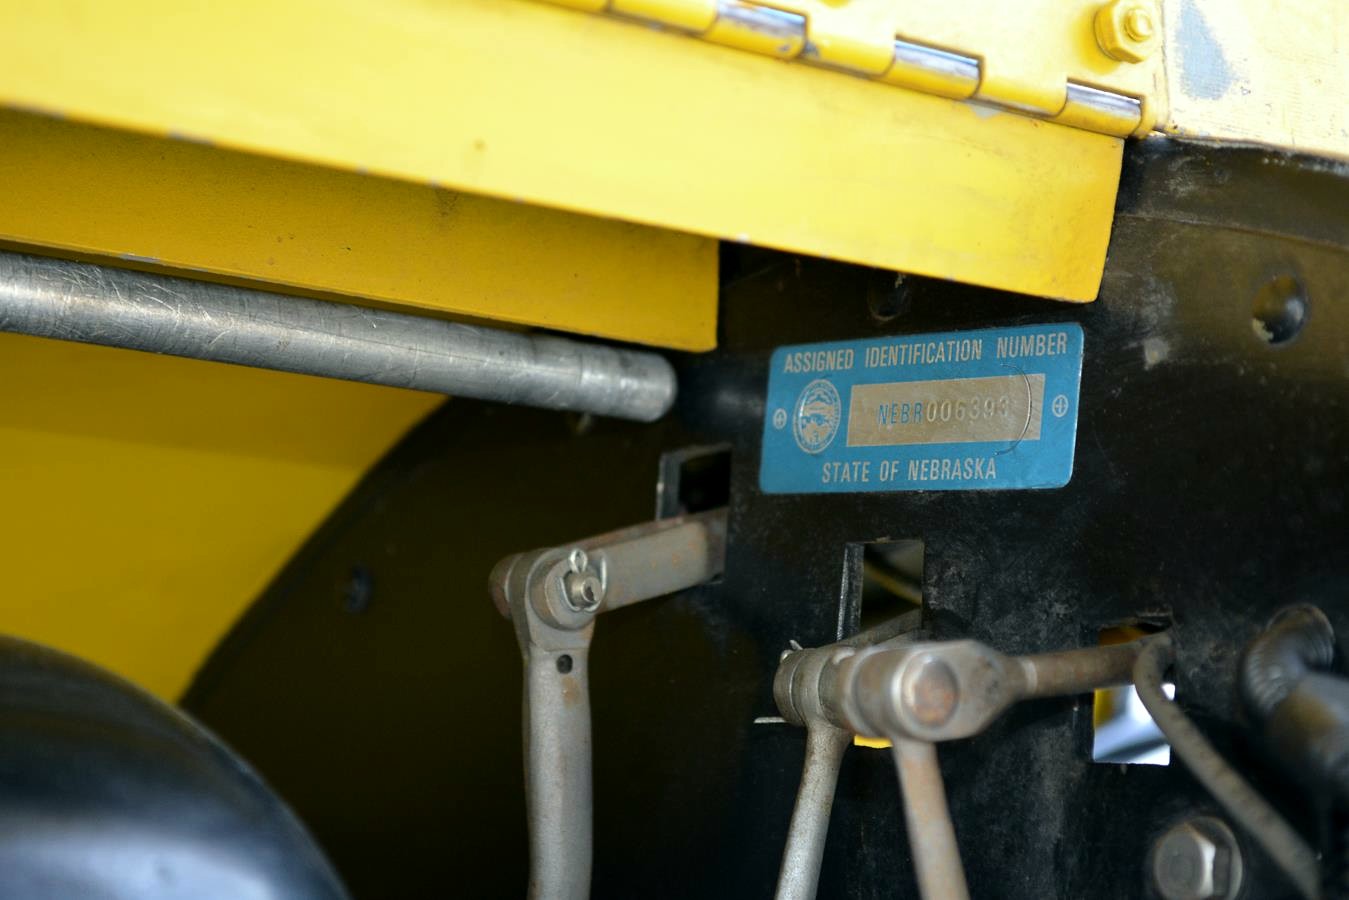 ASSIGNED IDENTIFICATION NUMBER
NEBR006393
STATE OF NEBRASKA